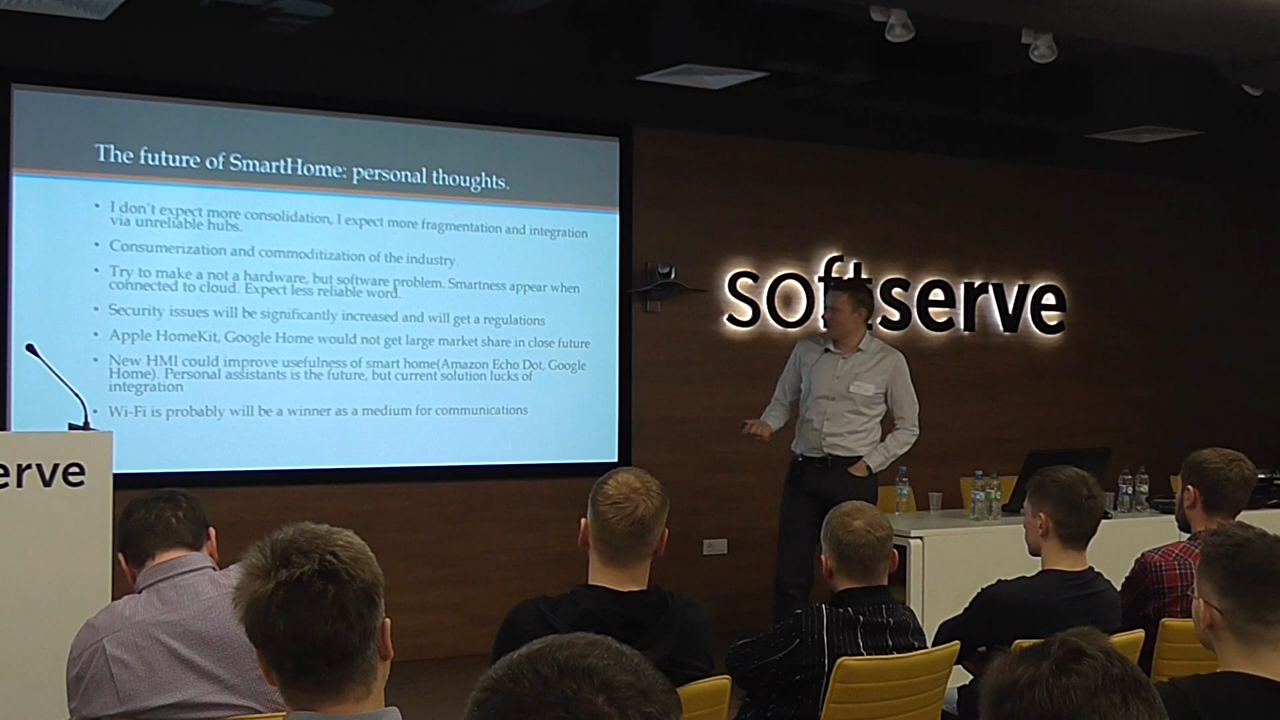 The future of SmartHome: personal thoughts.
• I don't expect more consolidation, I expect more fragmentation and integration
via unreliable hubs.
• Consumerization and commoditization of the industry.
• Try to make a not a hardware, but software problem. Smartness appear when
connected to cloud. Expect less reliable word.
• Security issues will be significantly increased and will get a regulations
• Apple HomeKit, Google Home would not get large market share in close future
• New HMI could improve usefulness of smart home(Amazon Echo Dot, Google
Home). Personal assistants is the future, but current solution lucks of
integration
• Wi-Fi is probably will be a winner as a medium for communications
softserve
erve